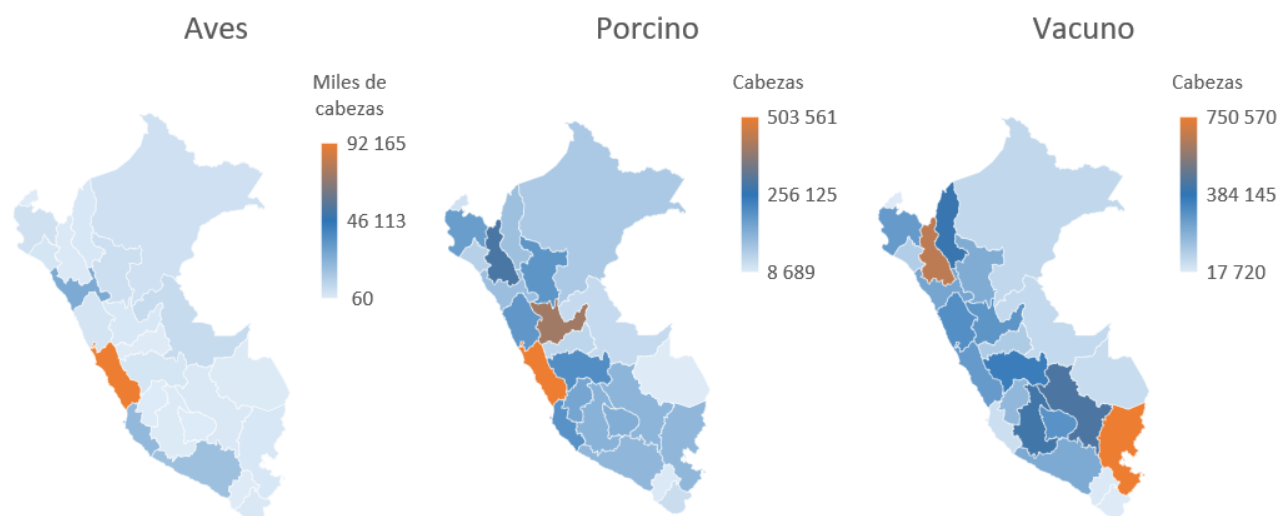 Aves
Miles de
cabezas
92 165
46 113
60
Porcino
Cabezas
503 561
256 125
8 689
Vacuno
Cabezas
750 570
384 145
17 720